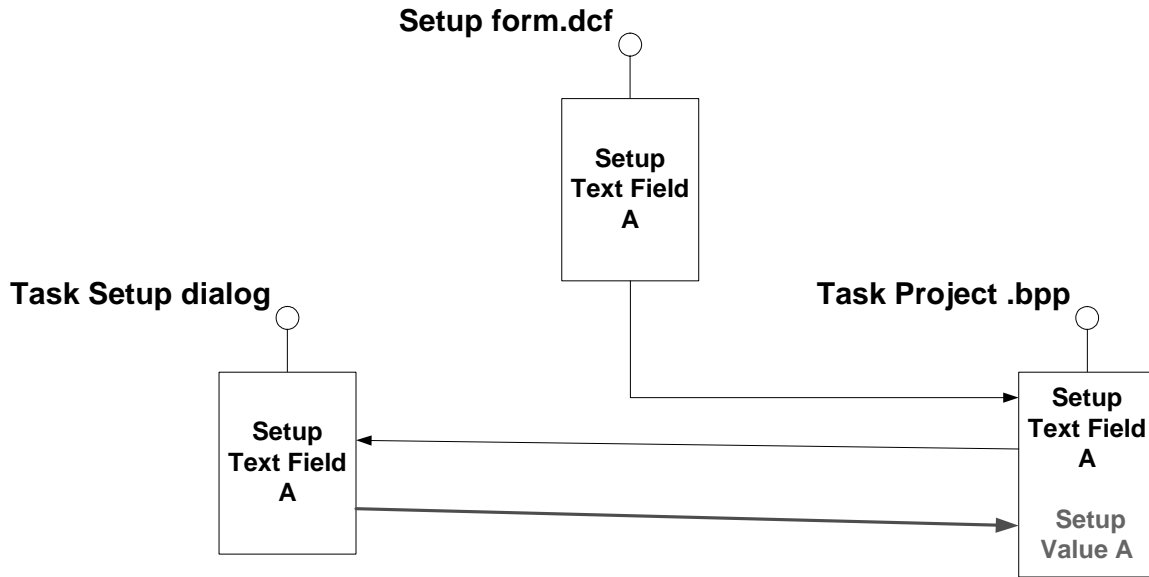 Setup form.dcf
Setup
Text Field
A
Task Setup dialog
Task Project .bpp
Setup
Text Field
A
Setup
Text Field
A
Setup
Value A